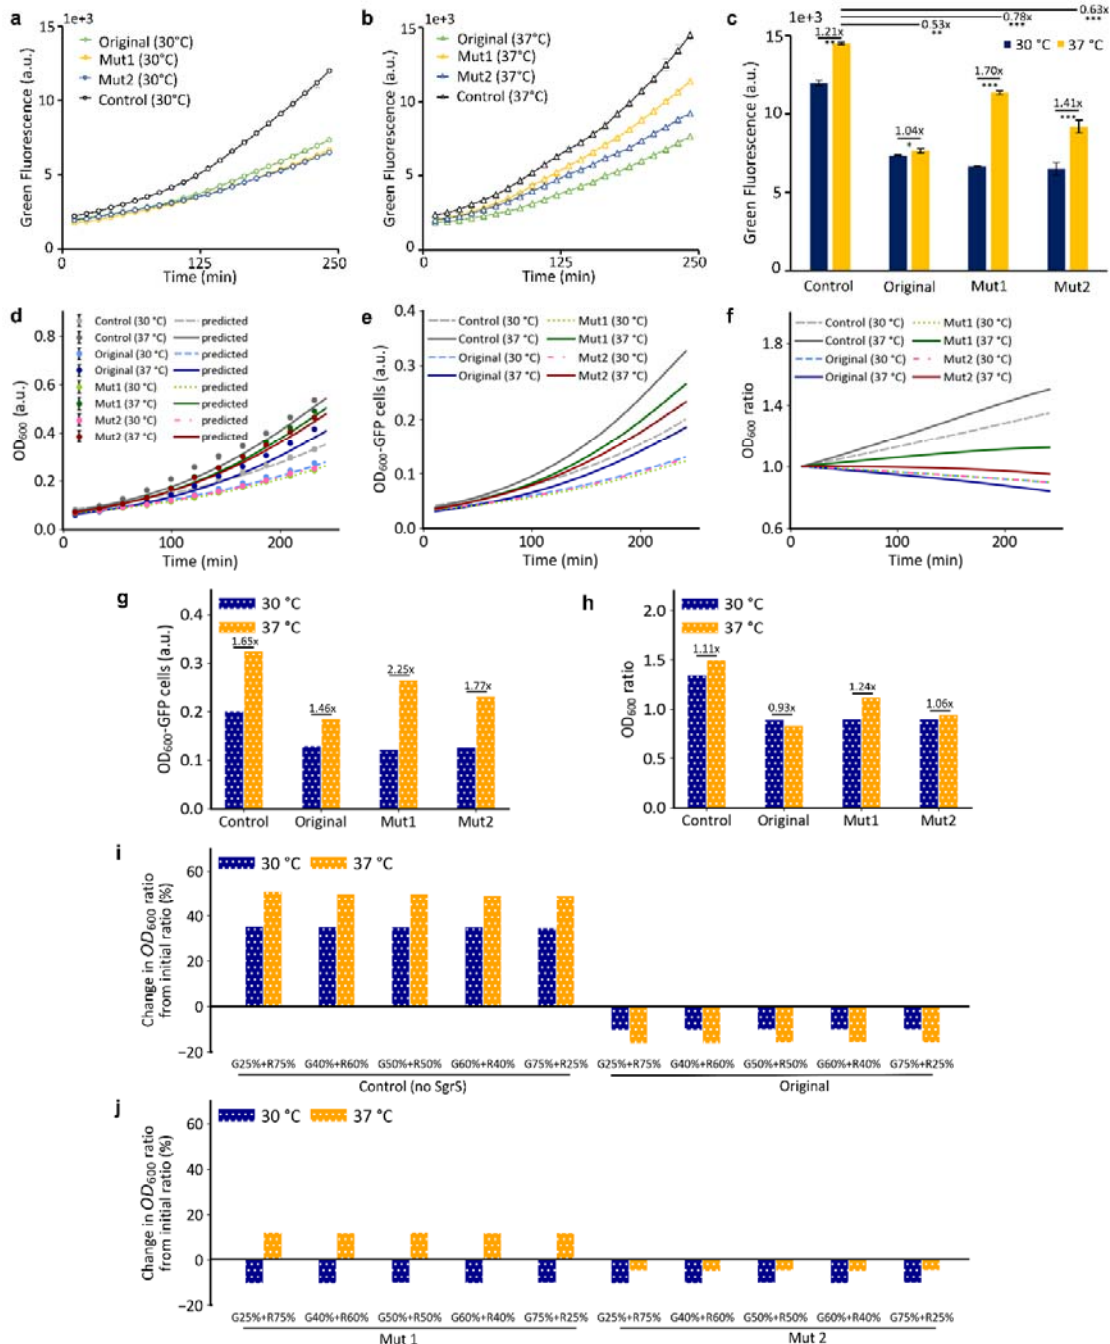 a
1e+3
15
10
5
0
Green Fluorescence (a.u.)
Original (30°C)
Mut1 (30°C)
Mut2 (30°C)
Control (30°C)
0
125
250
Time (min)
b
1e+3
15
10
5
0
Green Fluorescence (a.u.)
Original (37°C)
Mut1 (37°C)
Mut2 (37°C)
Control (37°C)
0
125
250
Time (min)
c
1e+3
0.63x
***
0.78x
***
0.53x
**
30 °C
37 °C
1.21x
1.04x
*
1.70x
***
1.41x
***
15
10
5
0
Green Fluorescence (a.u.)
Control
Original
Mut1
Mut2
d
0.8
0.6
0.4
0.2
0.0
OD600 (a.u.)
Control (30 °C) predicted
Control (37 °C) predicted
Original (30 °C) predicted
Original (37 °C) predicted
Mut1 (30 °C) predicted
Mut1 (37 °C) predicted
Mut2 (30 °C) predicted
Mut2 (37 °C) predicted
0
100
200
Time (min)
e
0.4
0.3
0.2
0.1
0.0
OD600-GFP cells (a.u.)
Control (30 °C) Mut1 (30 °C)
Control (37 °C) Mut1 (37 °C)
Original (30 °C) Mut2 (30 °C)
Original (37 °C) Mut2 (37 °C)
0
100
200
Time (min)
f
1.8
1.4
1.0
0.6
OD600 ratio
Control (30 °C) Mut1 (30 °C)
Control (37 °C) Mut1 (37 °C)
Original (30 °C) Mut2 (30 °C)
Original (37 °C) Mut2 (37 °C)
0
100
200
Time (min)
g
30 °C
37 °C
0.4
0.3
0.2
0.1
0.0
OD600-GFP cells (a.u.)
1.65x
1.46x
2.25x
1.77x
Control
Original
Mut1
Mut2
h
30 °C
37 °C
2.0
1.5
1.0
0.5
0.0
OD600 ratio
1.11x
0.93x
1.24x
1.06x
Control
Original
Mut1
Mut2
i
30 °C
37 °C
60
40
20
0
−20
Change in OD600 ratio
from initial ratio (%)
G25%+R75% G40%+R60% G50%+R50% G60%+R40% G75%+R25% G25%+R75% G40%+R60% G50%+R50% G60%+R40% G75%+R25%
Control (no SgrS)
Original
j
30 °C
37 °C
60
40
20
0
−20
Change in OD600 ratio
from initial ratio (%)
G25%+R75% G40%+R60% G50%+R50% G60%+R40% G75%+R25% G25%+R75% G40%+R60% G50%+R50% G60%+R40% G75%+R25%
Mut 1
Mut 2